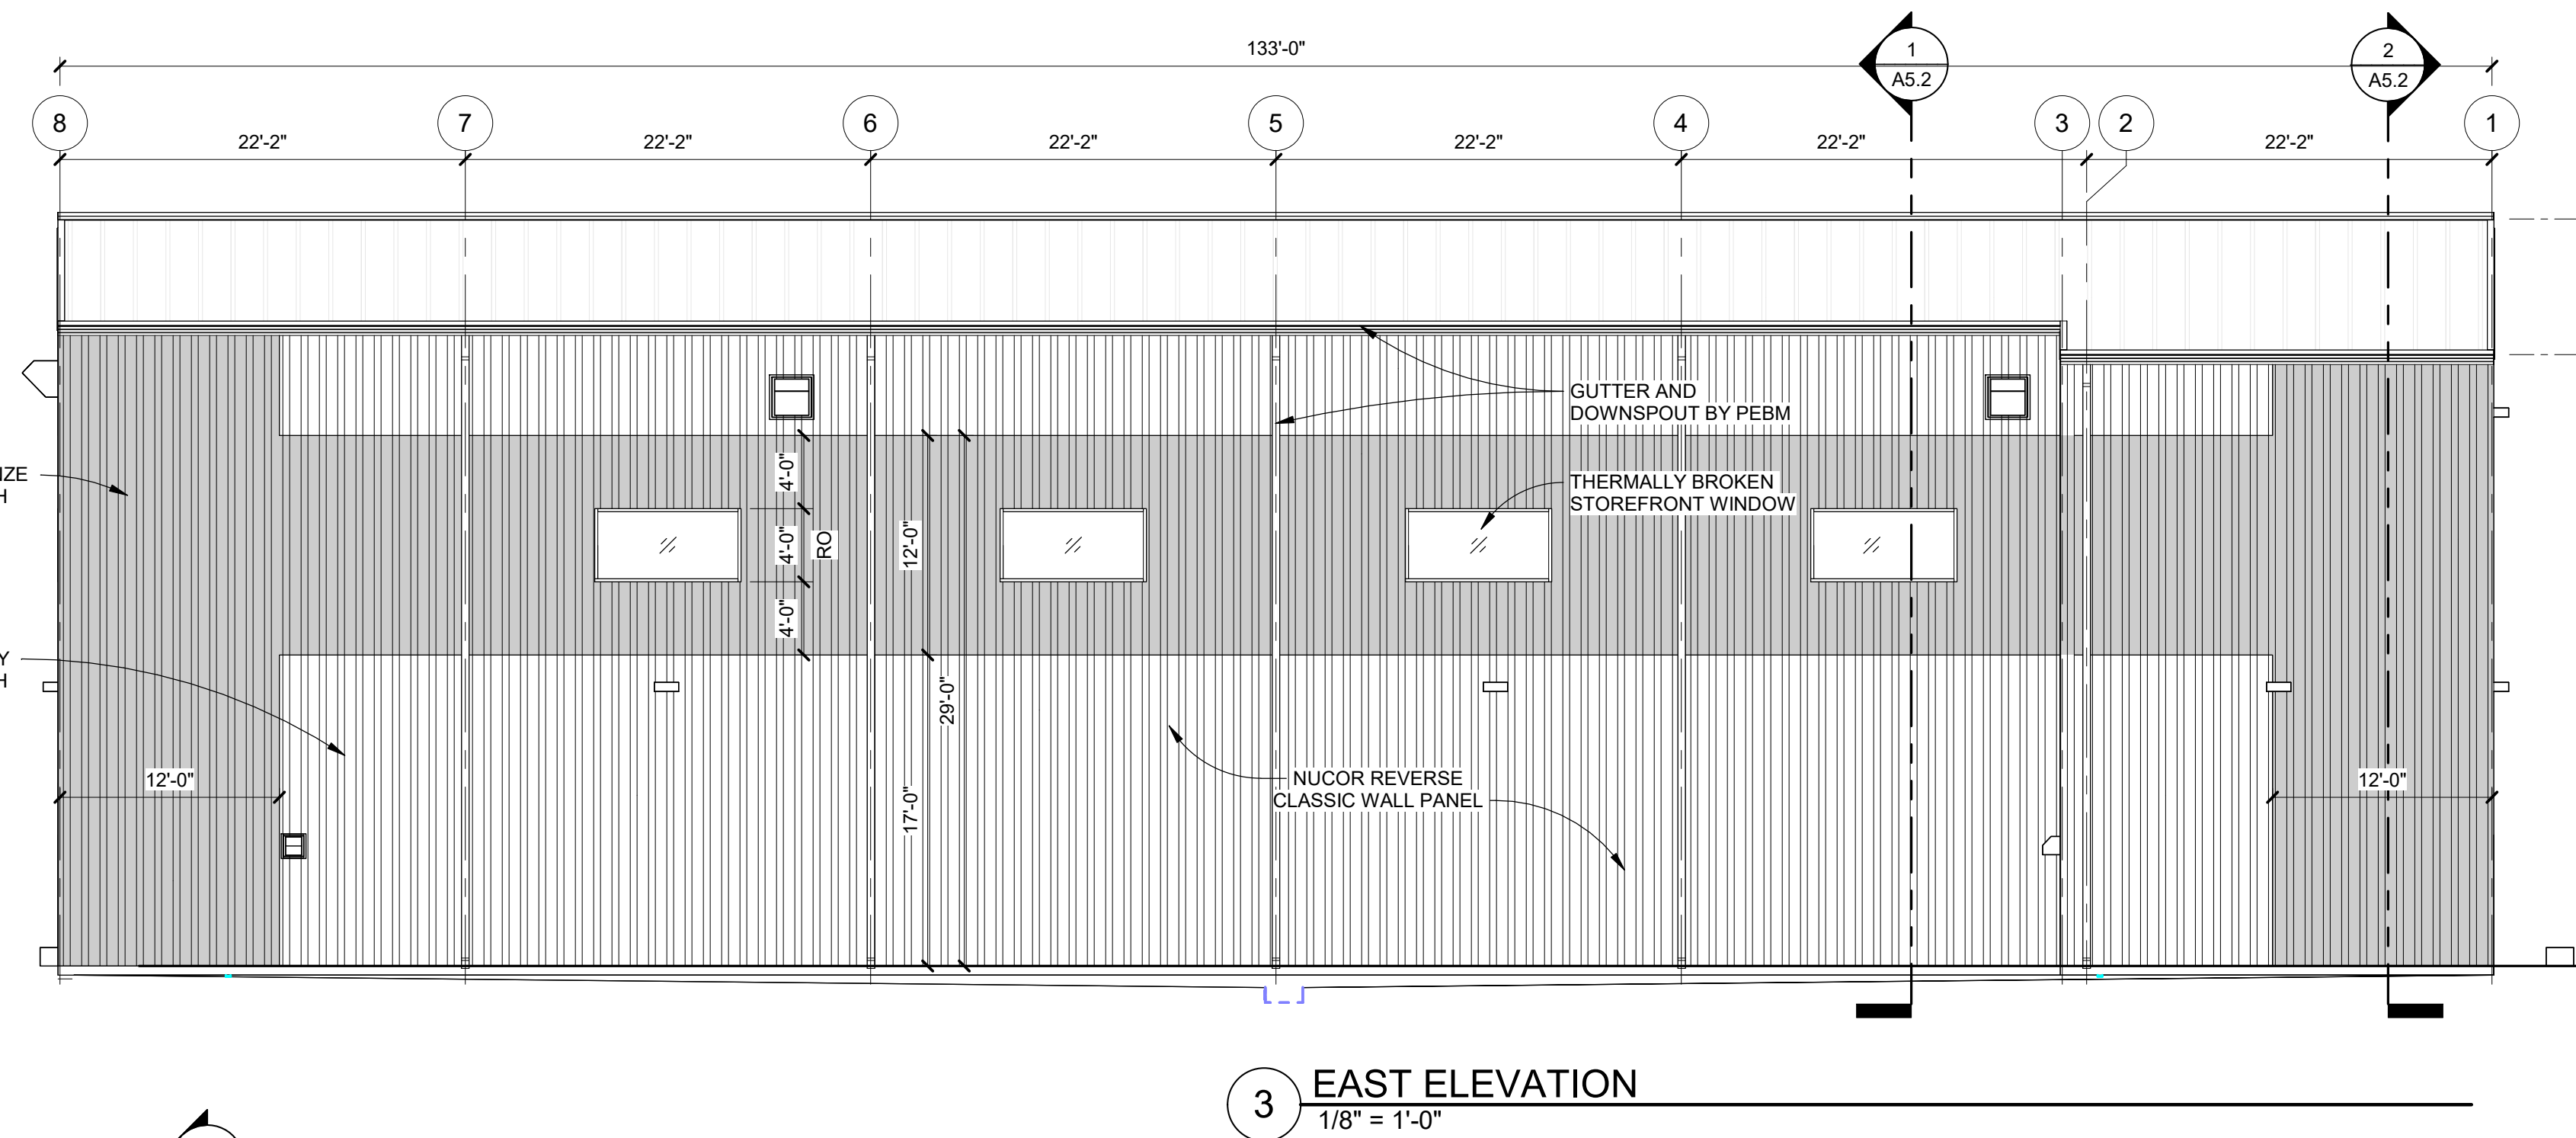 133'-0"
1
A5.2
2
A5.2
8
7
6
5
4
3
2
1
22'-2"
22'-2"
22'-2"
22'-2"
22'-2"
22'-2"
GUTTER AND
DOWNSPOUT BY PEBM
THERMALLY BROKEN
STOREFRONT WINDOW
4'-0"
4'-0"
RO
4'-0"
12'-0"
29'-0"
17'-0"
12'-0"
NUCOR REVERSE
CLASSIC WALL PANEL
12'-0"
3
EAST ELEVATION
1/8" = 1'-0"